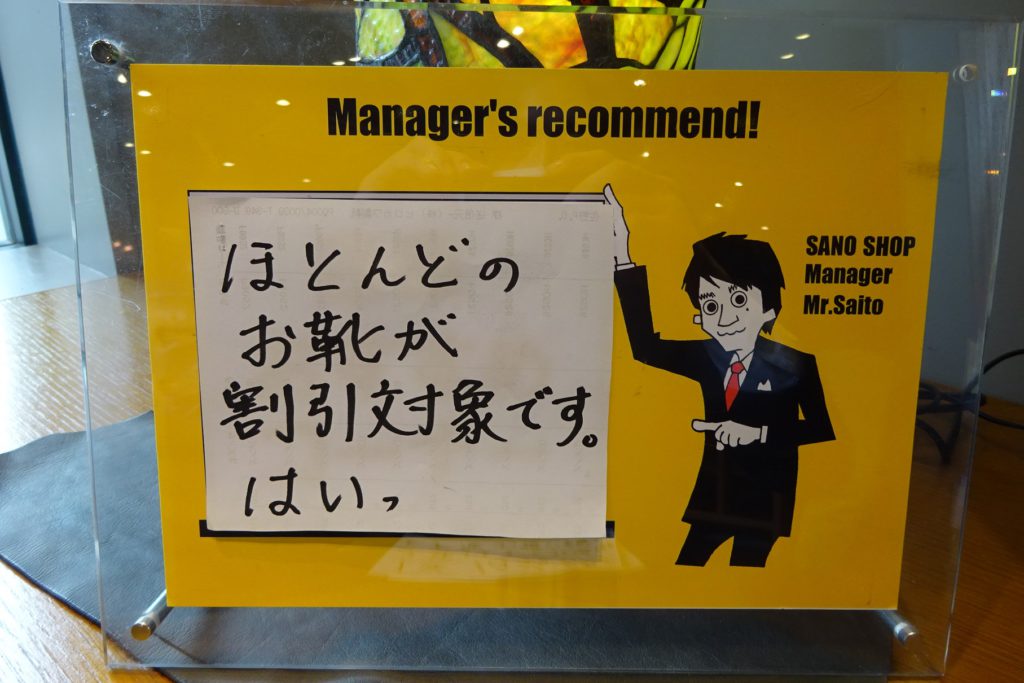 Manager's recommend!
ほとんどの
お靴が
割引対象です。
はいっ
SANO SHOP
Manager
Mr.Saito